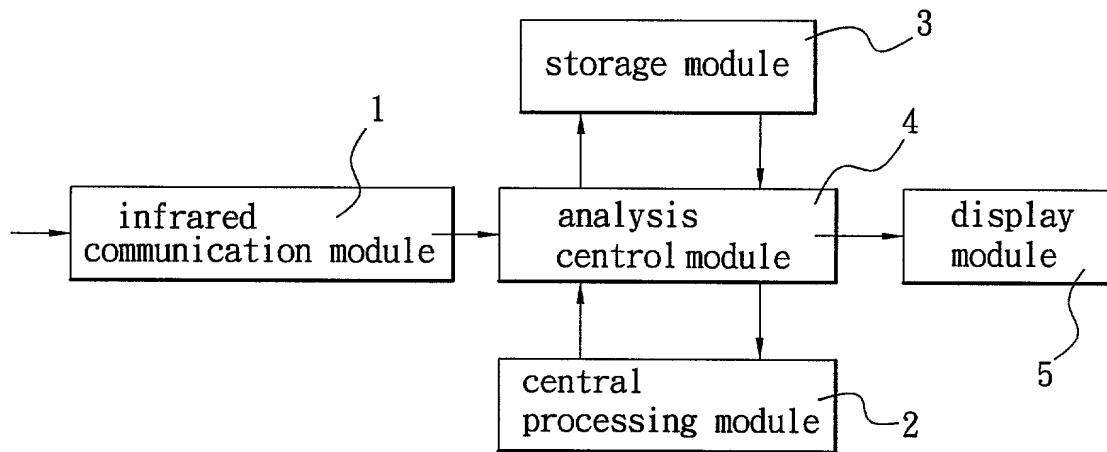 3
storage module
1
4
infrared
communication module
analysis
centrol module
display
module
5
central
processing module
2